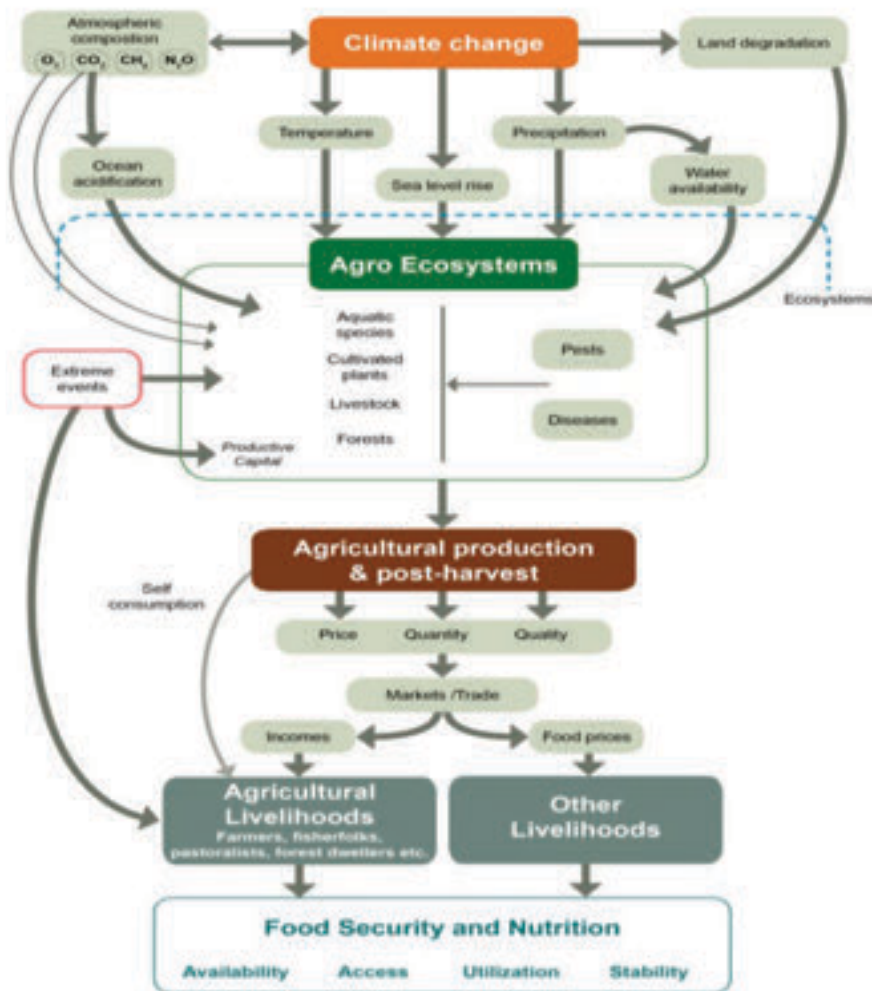 Atmospheric
compostion
O₃ CO₂ CH₄ N₂O
Climate change
Land degradation
Temperature
Precipitation
Ocean
acidification
Sea level rise
Water
availability
Agro Ecosystems
Ecosystems
Aquatic
species
Cultivated
plants
Livestock
Forests
Pests
Diseases
Extreme
events
Productive
Capital
Agricultural production
& post-harvest
Self
consumption
Price Quantity Quality
Markets /Trade
Incomes
Food prices
Agricultural
Livelihoods
Farmers, fisherfolks,
pastoralists, forest dwellers etc.
Other
Livelihoods
Food Security and Nutrition
Availability Access Utilization Stability